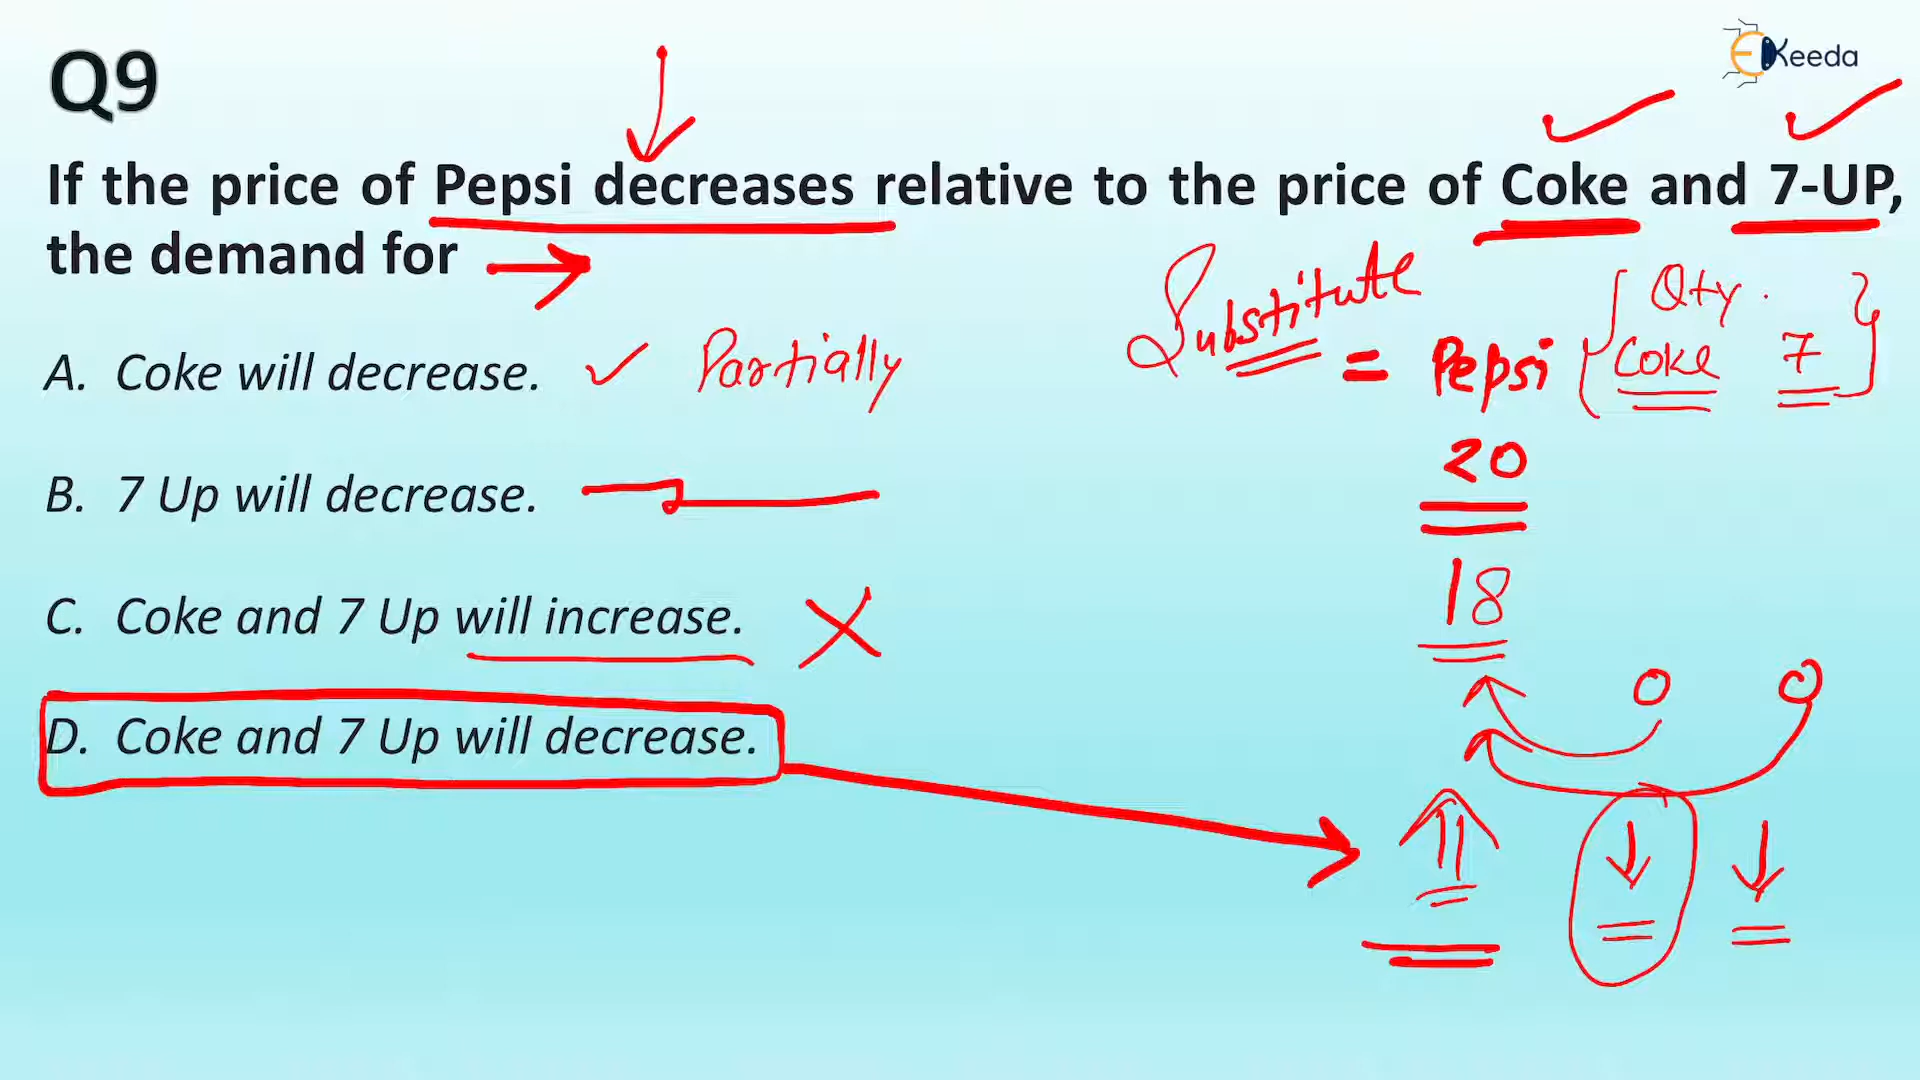 Q9
EKeeda
If the price of Pepsi decreases relative to the price of Coke and 7-UP,
the demand for
Substitute = Pepsi { Qty.
Coke 7 }
A. Coke will decrease. ✓ Partially
20
B. 7 Up will decrease.
18
C. Coke and 7 Up will increase. X
D. Coke and 7 Up will decrease.